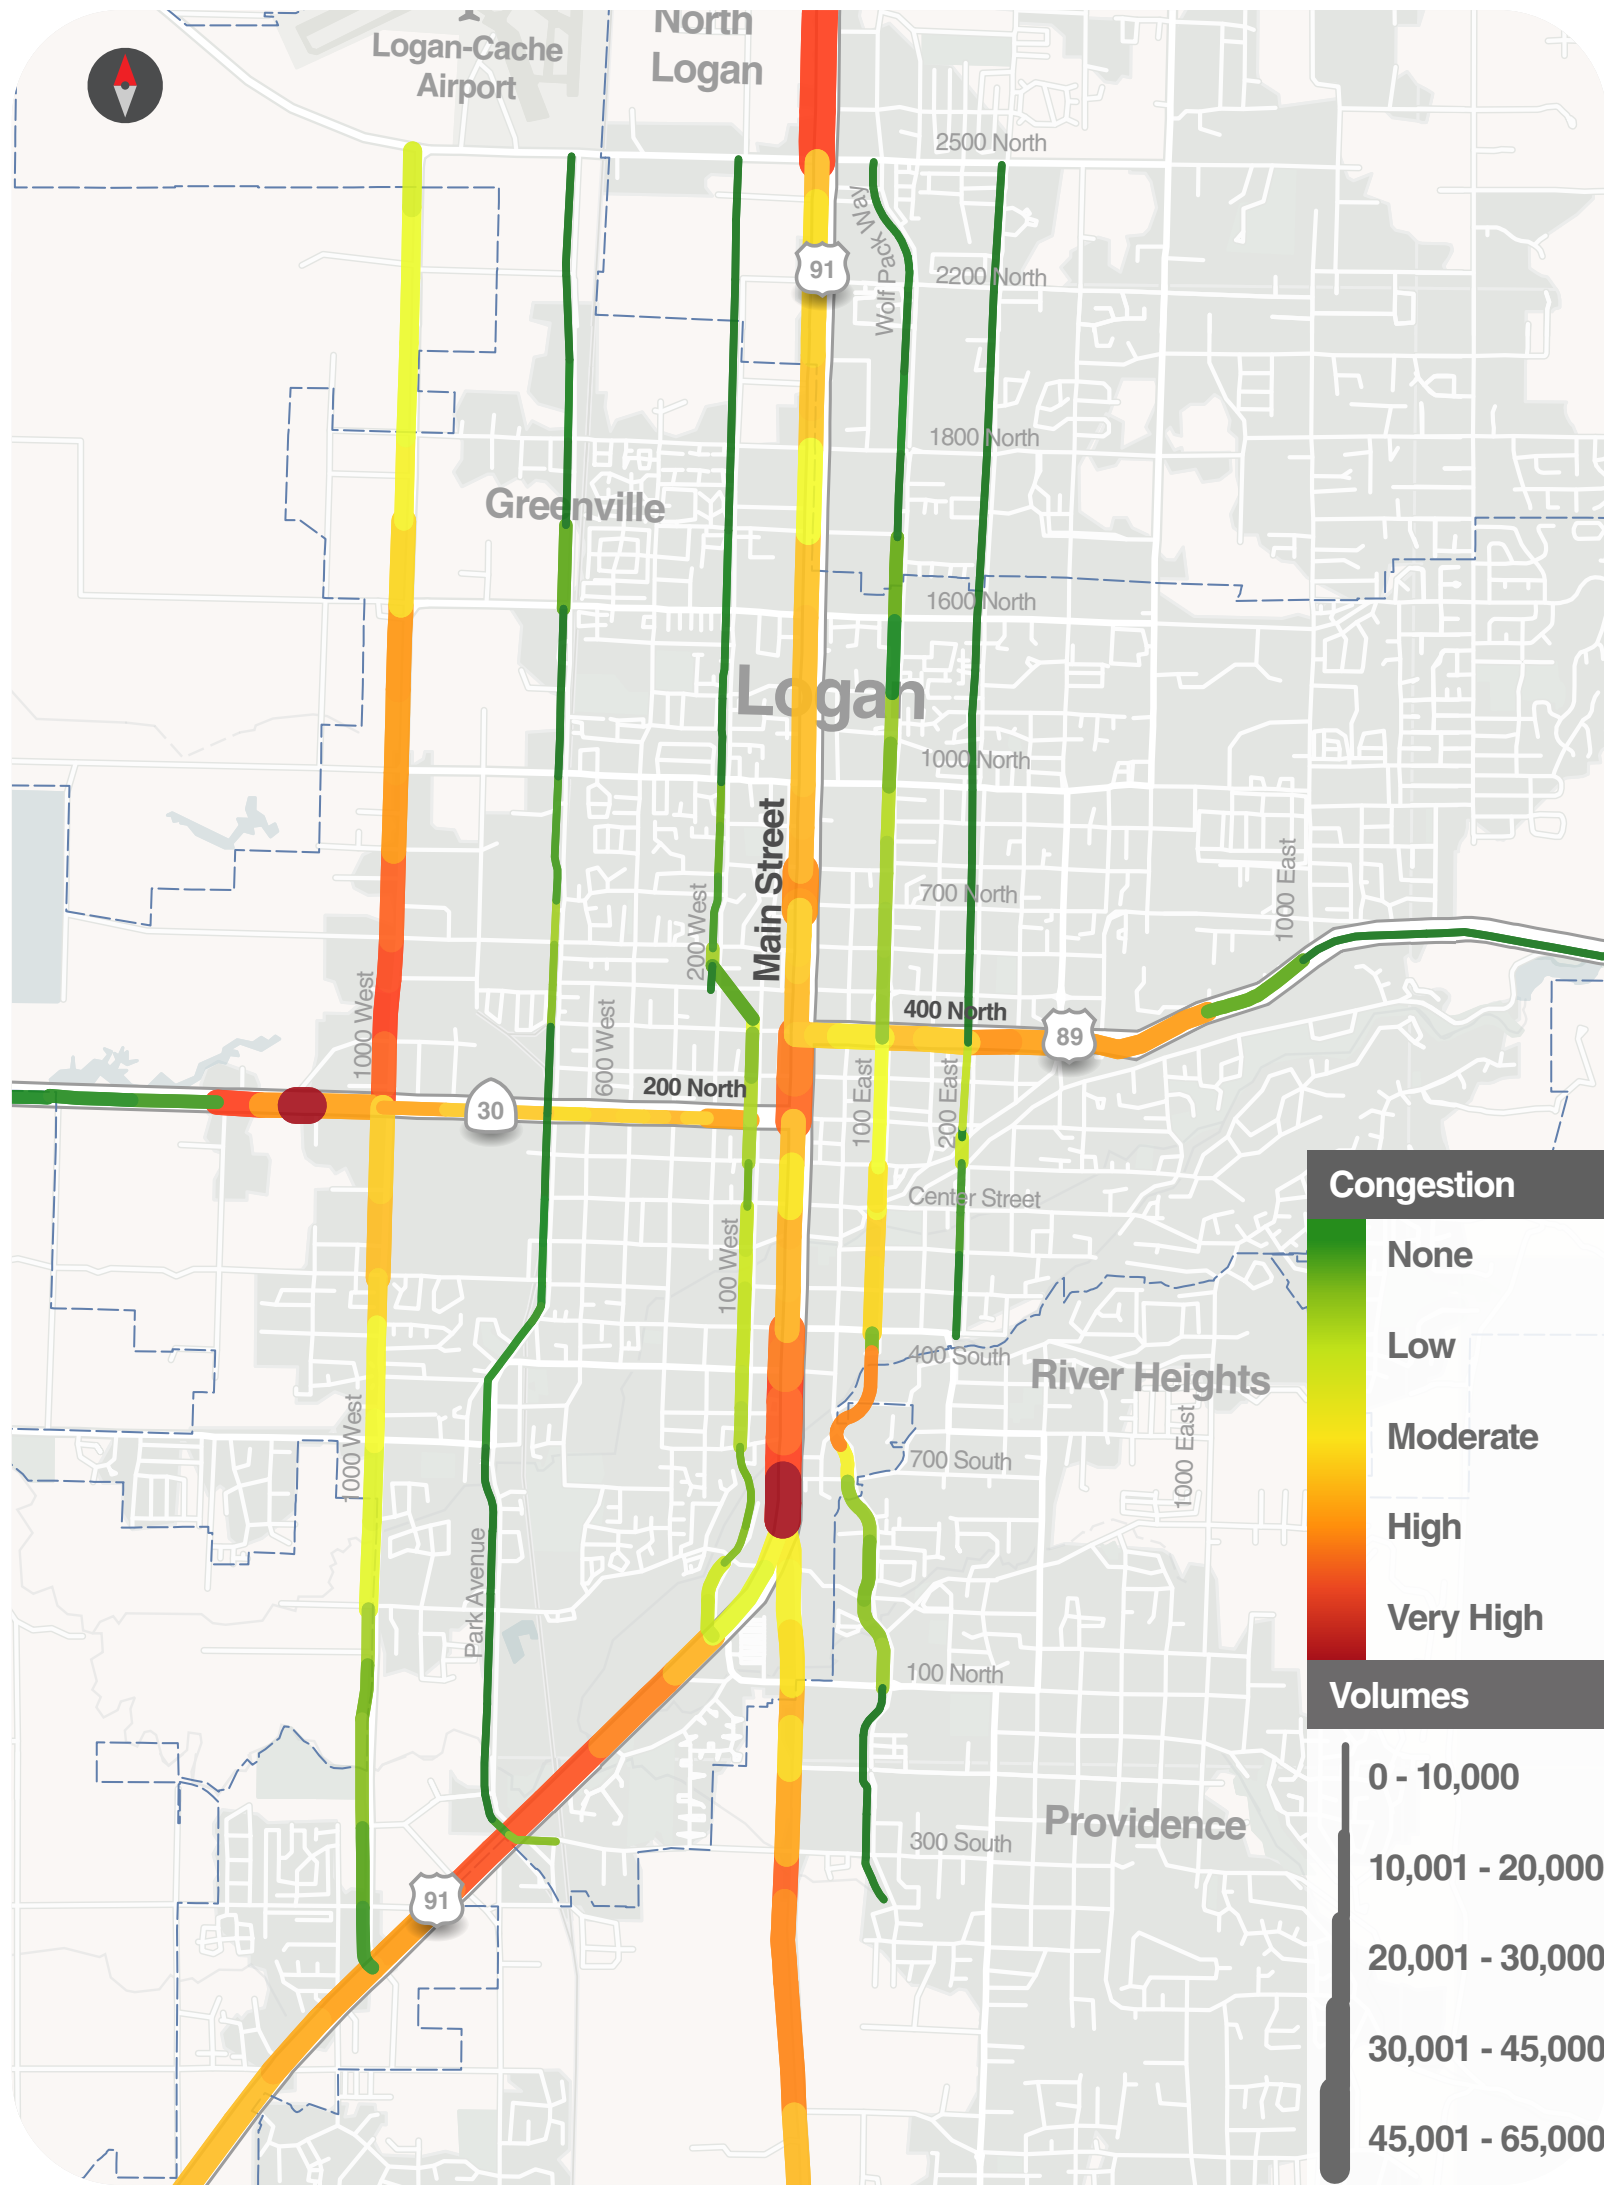 North
Logan
Logan-Cache
Airport
2500 North
Wolf Pack Way
91
2200 North
1800 North
Greenville
1600 North
Logan
1000 North
Main Street
700 North
200 West
1000 East
1000 West
600 West
400 North
89
200 North
30
100 East
200 East
Center Street
100 West
400 South
River Heights
1000 West
1000 East
700 South
Park Avenue
100 North
Providence
300 South
91
Congestion
None
Low
Moderate
High
Very High
Volumes
0 - 10,000
10,001 - 20,000
20,001 - 30,000
30,001 - 45,000
45,001 - 65,000